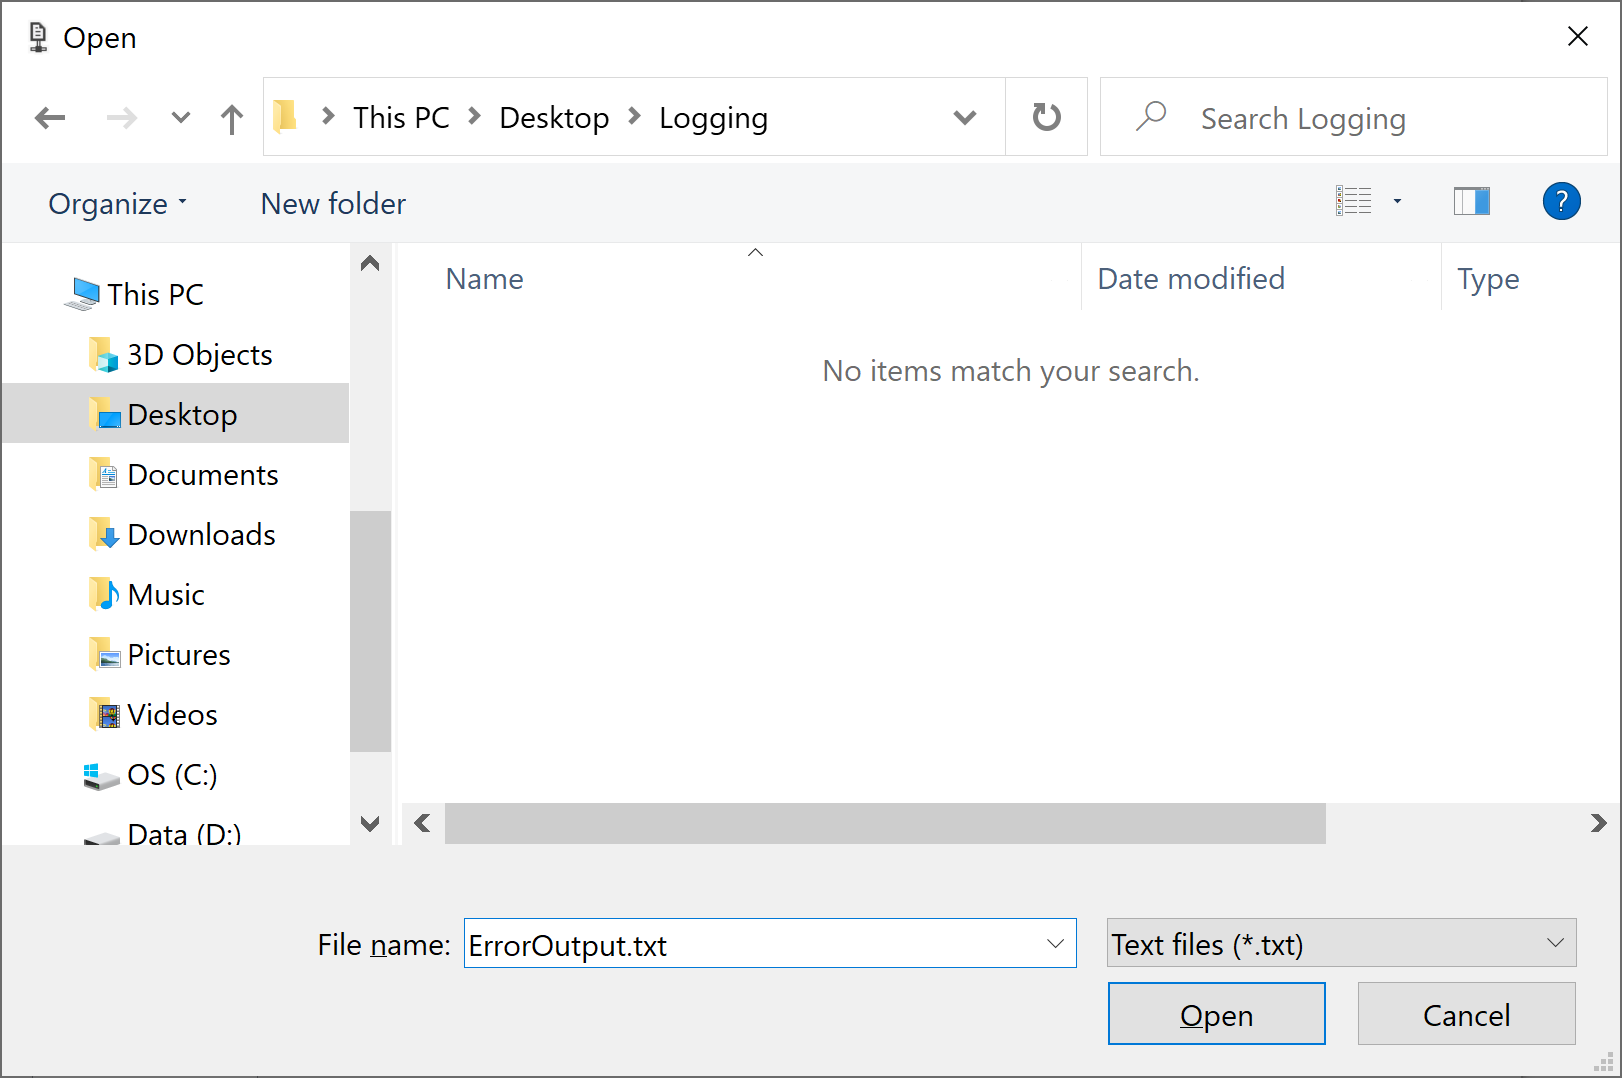 Open
This PC Desktop Logging
Search Logging
Organize
New folder
?
Name
Date modified
Type
No items match your search.
This PC
3D Objects
Desktop
Documents
Downloads
Music
Pictures
Videos
OS (C:)
Data (D:)
File name: ErrorOutput.txt
Text files (*.txt)
Open
Cancel